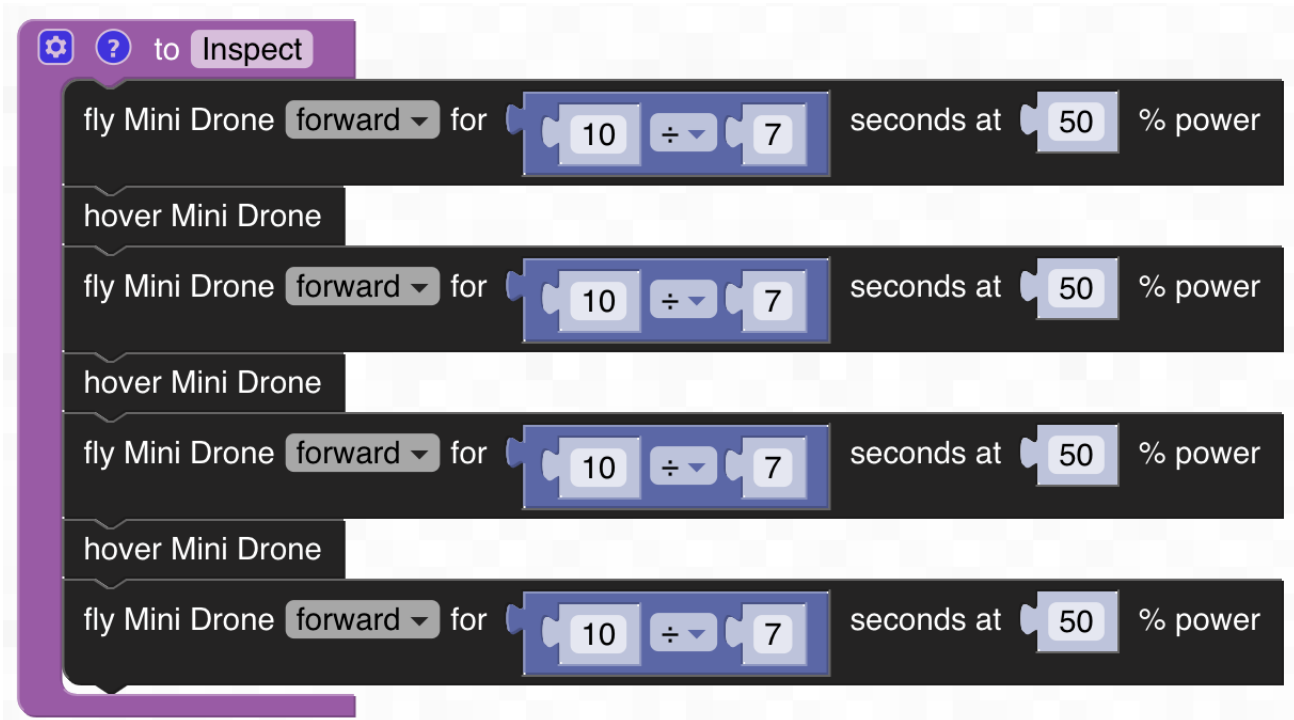 ? to Inspect
fly Mini Drone forward for 10 ÷ 7 seconds at 50 % power
hover Mini Drone
fly Mini Drone forward for 10 ÷ 7 seconds at 50 % power
hover Mini Drone
fly Mini Drone forward for 10 ÷ 7 seconds at 50 % power
hover Mini Drone
fly Mini Drone forward for 10 ÷ 7 seconds at 50 % power